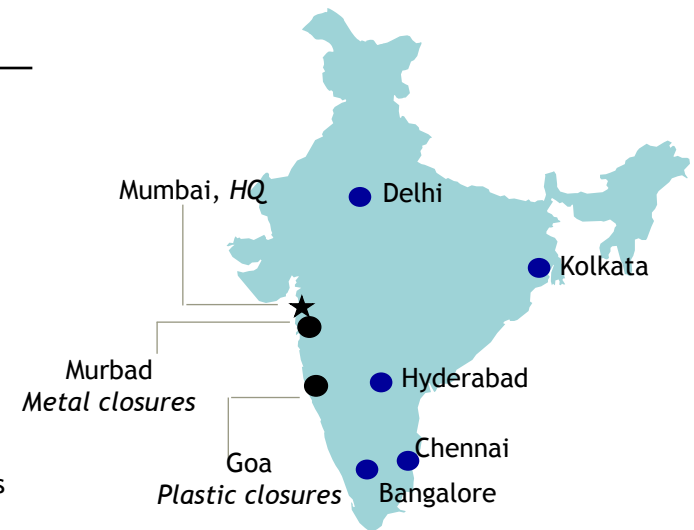 Mumbai, HQ
Delhi
Kolkata
Murbad
Metal closures
Hyderabad
Chennai
Goa
Plastic closures
Bangalore
s